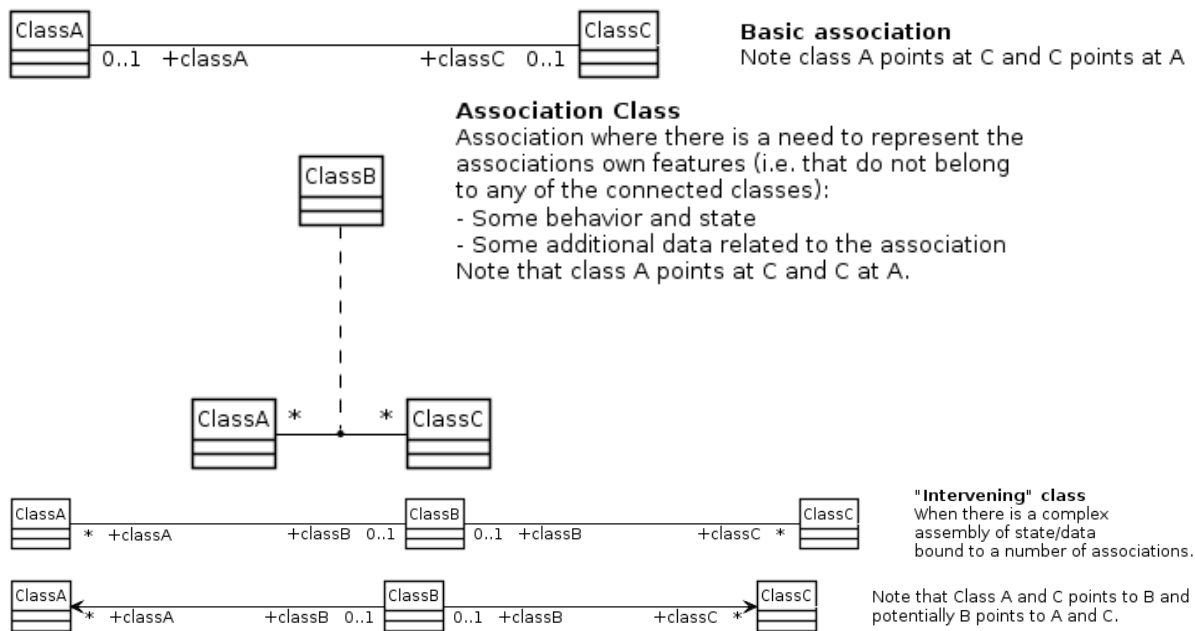 ClassA
ClassC
0..1 +classA
+classC 0..1
Basic association
Note class A points at C and C points at A
Association Class
Association where there is a need to represent the
associations own features (i.e. that do not belong
to any of the connected classes):
- Some behavior and state
- Some additional data related to the association
Note that class A points at C and C at A.
ClassB
ClassA
*
*
ClassC
ClassA
* +classA
+classB 0..1
ClassB
0..1 +classB
+classC *
ClassC
"Intervening" class
When there is a complex
assembly of state/data
bound to a number of associations.
ClassA
* +classA
+classB 0..1
ClassB
0..1 +classB
+classC *
ClassC
Note that Class A and C points to B and
potentially B points to A and C.